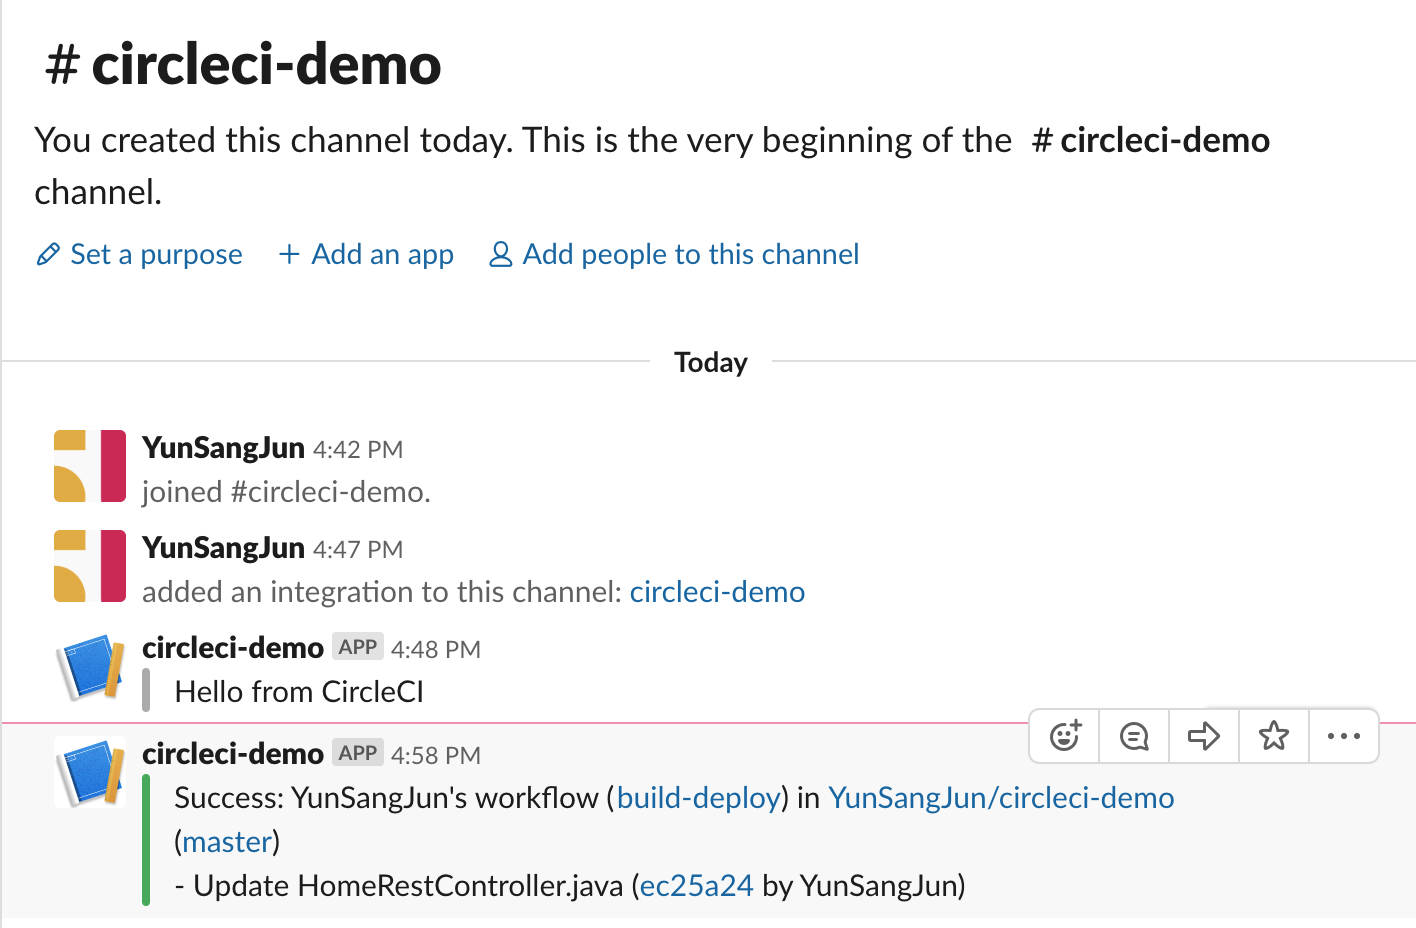 # circleci-demo
You created this channel today. This is the very beginning of the # circleci-demo
channel.
Set a purpose + Add an app Add people to this channel
Today
YunSangJun 4:42 PM
joined #circleci-demo.
YunSangJun 4:47 PM
added an integration to this channel: circleci-demo
circleci-demo APP 4:48 PM
Hello from CircleCI
circleci-demo APP 4:58 PM
Success: YunSangJun's workflow (build-deploy) in YunSangJun/circleci-demo
(master)
- Update HomeRestController.java (ec25a24 by YunSangJun)